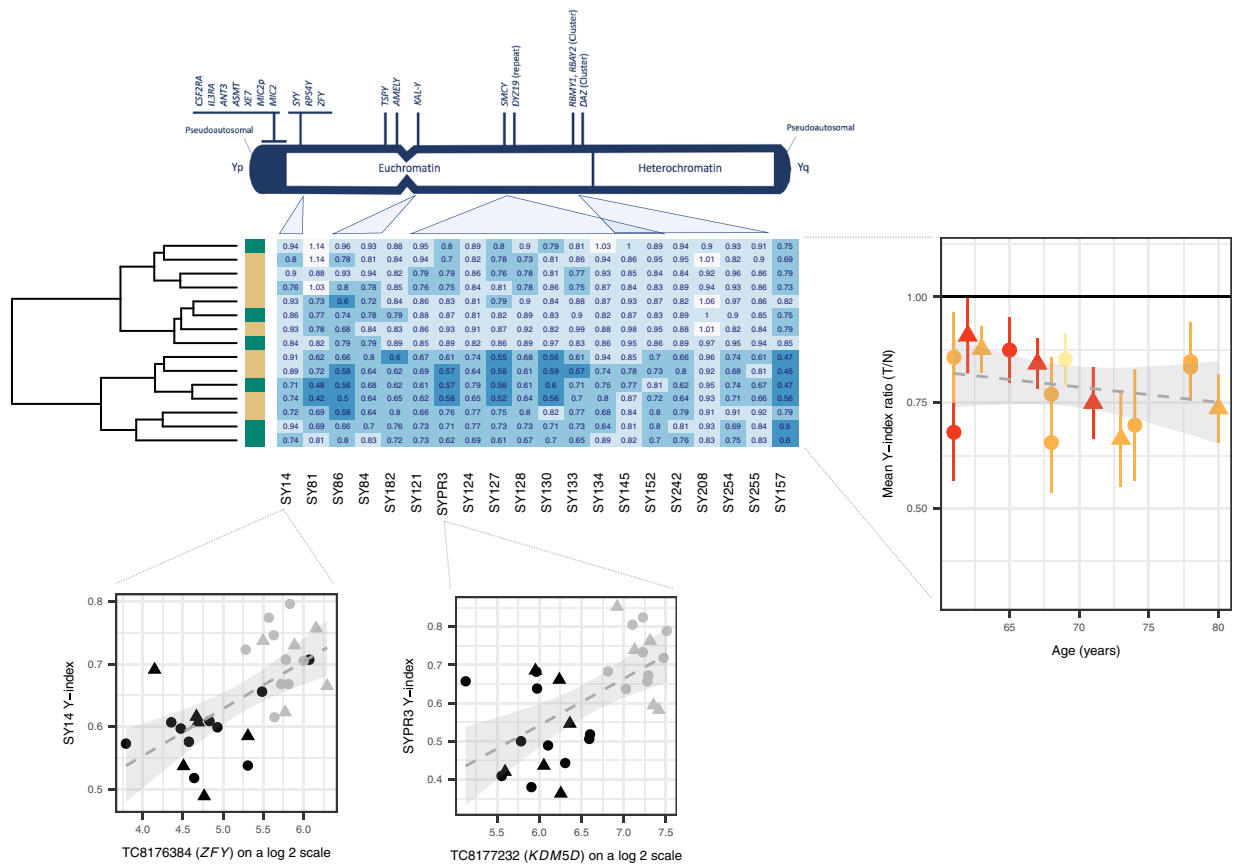 CSF2RA
IL3RA
ANT3
ASMT
XE7
MIC2p
MIC2
SYY
RPS4Y
ZFY
TSPY
AMELY
KAL-Y
SMCY
DYZ19 (repeat)
RBMY1, RBAY2 (Cluster)
DAZ (Cluster)
Pseudoautosomal
Pseudoautosomal
Yp
Euchromatin
Heterochromatin
Yq
0.94 1.14 0.96 0.93 0.88 0.95 0.8 0.89 0.8 0.9 0.79 0.81 1.03 1 0.89 0.94 0.9 0.93 0.91 0.75
0.8 1.14 0.78 0.81 0.84 0.94 0.7 0.82 0.78 0.73 0.8 0.81 0.94 0.86 0.95 0.95 1.01 0.82 0.9 0.69
0.9 0.88 0.93 0.94 0.82 0.79 0.79 0.86 0.76 0.78 0.81 0.77 0.93 0.85 0.84 0.84 0.92 0.96 0.86 0.79
0.76 1.03 0.8 0.78 0.85 0.76 0.75 0.84 0.81 0.78 0.83 0.75 0.87 0.84 0.83 0.84 0.92 0.94 0.86 0.73
0.93 0.73 0.6 0.72 0.84 0.86 0.83 0.81 0.79 0.9 0.84 0.88 0.87 0.93 0.87 0.82 1.06 0.97 0.86 0.82
0.86 0.77 0.74 0.78 0.79 0.88 0.87 0.93 0.82 0.82 0.83 0.82 0.9 0.84 0.87 0.88 1 0.9 0.85 0.75
0.93 0.78 0.68 0.84 0.83 0.86 0.93 0.91 0.87 0.92 0.82 0.92 0.88 0.98 0.95 0.88 1.01 0.82 0.84 0.79
0.84 0.82 0.79 0.79 0.82 0.85 0.9 0.92 0.82 0.9 0.85 0.86 0.91 0.92 0.9 0.95 0.97 0.95 0.94 0.85
0.91 0.62 0.66 0.8 0.6 0.67 0.61 0.74 0.55 0.68 0.56 0.61 0.94 0.85 0.7 0.66 0.96 0.74 0.61 0.47
0.89 0.72 0.58 0.66 0.68 0.73 0.57 0.73 0.58 0.71 0.59 0.57 0.94 0.72 0.66 0.62 0.89 0.68 0.81 0.45
0.71 0.48 0.56 0.61 0.62 0.61 0.57 0.64 0.56 0.64 0.56 0.62 0.75 0.77 0.81 0.62 0.72 0.64 0.67 0.47
0.74 0.42 0.5 0.64 0.66 0.65 0.58 0.65 0.52 0.64 0.56 0.7 0.8 0.87 0.72 0.64 0.72 0.71 0.66 0.56
0.72 0.69 0.58 0.64 0.8 0.66 0.76 0.77 0.75 0.8 0.82 0.77 0.68 0.8 0.68 0.84 0.79 0.91 0.91 0.92 0.79
0.94 0.69 0.72 0.66 0.76 0.71 0.73 0.71 0.77 0.73 0.73 0.73 0.64 0.81 0.8 0.81 0.79 0.82 0.83 0.6
0.74 0.81 0.8 0.83 0.72 0.73 0.62 0.69 0.61 0.67 0.7 0.65 0.89 0.82 0.7 0.76 0.83 0.75 0.83 0.6
SY14 SY81 SY86 SY84 SY182 SY121 SYPR3 SY124 SY127 SY128 SY130 SY133 SY134 SY145 SY152 SY242 SY208 SY254 SY255 SY157
Mean Y-index ratio (T/N)
1.00
0.75
0.50
65 70 75 80
Age (years)
SY14 Y-index
0.8
0.7
0.6
0.5
4.0 4.5 5.0 5.5 6.0
TC8176384 (ZFY) on a log 2 scale
SYPR3 Y-index
0.8
0.7
0.6
0.5
0.4
5.5 6.0 6.5 7.0 7.5
TC8177232 (KDM5D) on a log 2 scale